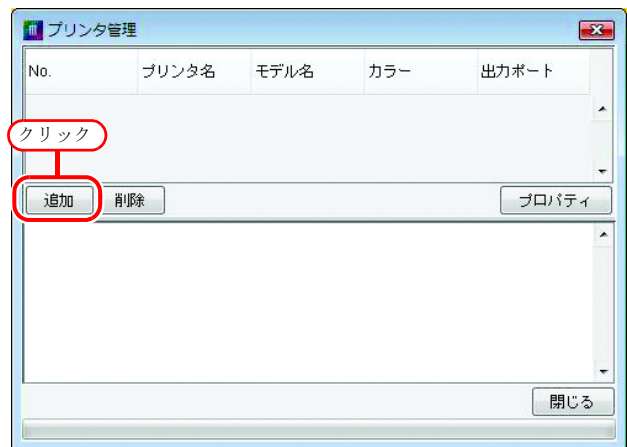 プリンタ管理
No. プリンタ名 モデル名 カラー 出力ポート
クリック
追加 削除 プロパティ
閉じる